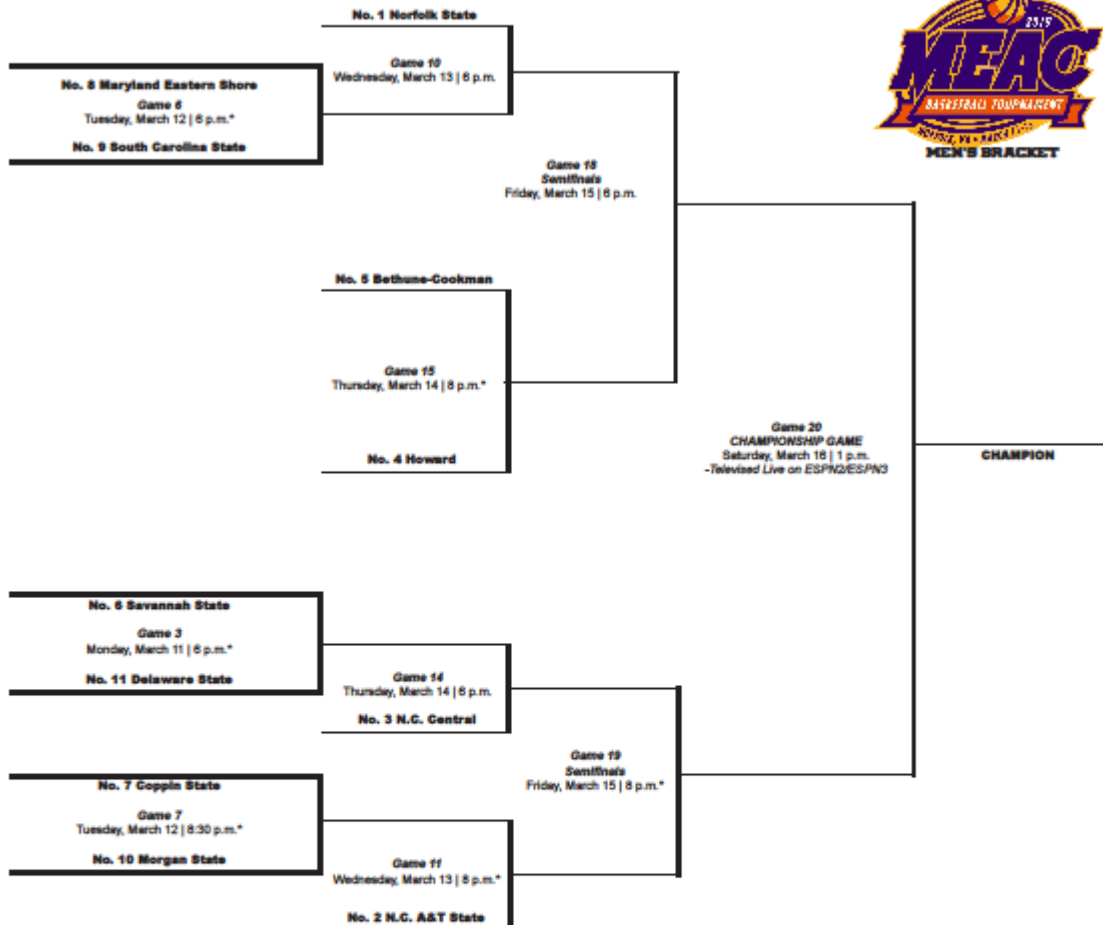 2019
MEAC
BASKETBALL TOURNAMENT
MEN'S BRACKET
No. 1 Norfolk State
Game 10
Wednesday, March 13 | 6 p.m.
No. 8 Maryland Eastern Shore
Game 6
Tuesday, March 12 | 6 p.m.*
No. 9 South Carolina State
Game 18
Semifinals
Friday, March 15 | 6 p.m.
No. 5 Bethune-Cookman
Game 15
Thursday, March 14 | 8 p.m.*
No. 4 Howard
Game 20
CHAMPIONSHIP GAME
Saturday, March 16 | 1 p.m.
-Televised Live on ESPN2/ESPN3
CHAMPION
No. 6 Savannah State
Game 3
Monday, March 11 | 6 p.m.*
No. 11 Delaware State
Game 14
Thursday, March 14 | 6 p.m.
No. 3 N.C. Central
Game 19
Semifinals
Friday, March 15 | 8 p.m.*
No. 7 Coppin State
Game 7
Tuesday, March 12 | 8:30 p.m.*
No. 10 Morgan State
Game 11
Wednesday, March 13 | 8 p.m.*
No. 2 N.C. A&T State